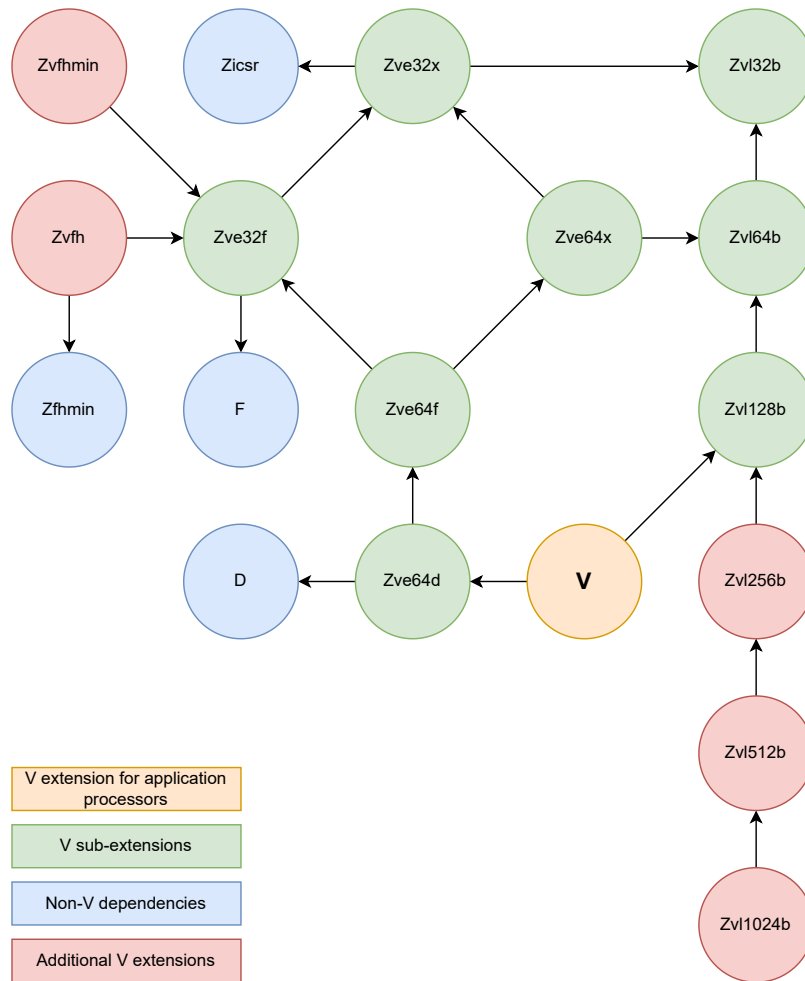 Zvfhmin
Zicsr
Zve32x
Zvl32b
Zvfh
Zve32f
Zve64x
Zvl64b
Zfhmin
F
Zve64f
Zvl128b
D
Zve64d
V
Zvl256b
Zvl512b
Zvl1024b
V extension for application
processors
V sub-extensions
Non-V dependencies
Additional V extensions